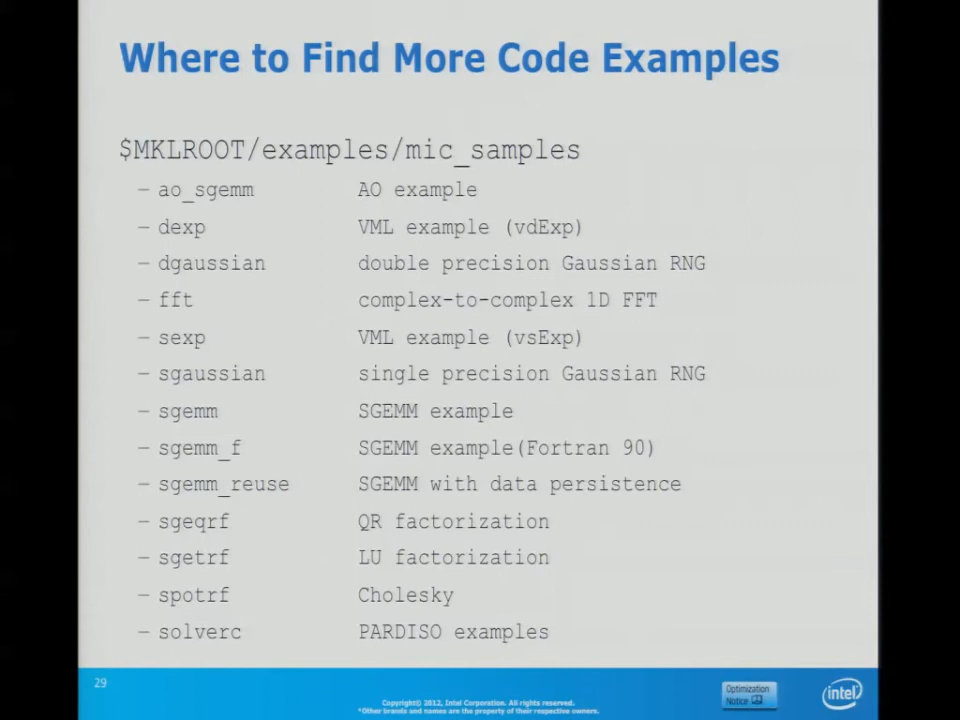 Where to Find More Code Examples
$MKLROOT/examples/mic_samples
– ao_sgemm AO example
– dexp VML example (vdExp)
– dgaussian double precision Gaussian RNG
– fft complex-to-complex 1D FFT
– sexp VML example (vsExp)
– sgaussian single precision Gaussian RNG
– sgemm SGEMM example
– sgemm_f SGEMM example(Fortran 90)
– sgemm_reuse SGEMM with data persistence
– sgeqrf QR factorization
– sgetrf LU factorization
– spotrf Cholesky
– solverc PARDISO examples
29
Copyright© 2012, Intel Corporation. All rights reserved.
*Other brands and names are the property of their respective owners.
Optimization
Notice
intel